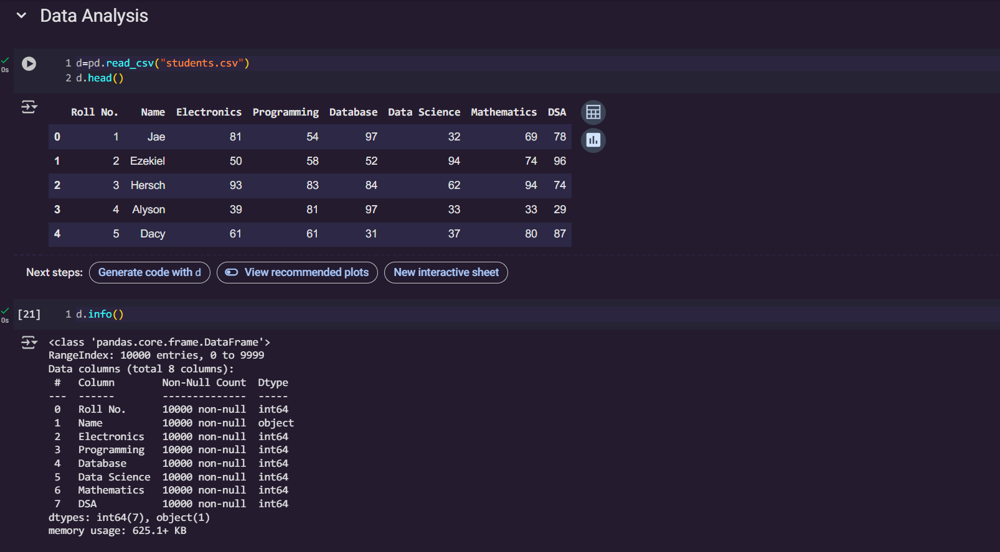 Data Analysis
0s
1 d=pd.read_csv("students.csv")
2 d.head()
Roll No. Name Electronics Programming Database Data Science Mathematics DSA
0 1 Jae 81 54 97 32 69 78
1 2 Ezekiel 50 58 52 94 74 96
2 3 Hersch 93 83 84 62 94 74
3 4 Alyson 39 81 97 33 33 29
4 5 Dacy 61 61 31 37 80 87
Next steps: Generate code with d View recommended plots New interactive sheet
0s
[21] 1 d.info()
<class 'pandas.core.frame.DataFrame'>
RangeIndex: 10000 entries, 0 to 9999
Data columns (total 8 columns):
# Column Non-Null Count Dtype
--- ------ -------------- -----
0 Roll No. 10000 non-null int64
1 Name 10000 non-null object
2 Electronics 10000 non-null int64
3 Programming 10000 non-null int64
4 Database 10000 non-null int64
5 Data Science 10000 non-null int64
6 Mathematics 10000 non-null int64
7 DSA 10000 non-null int64
dtypes: int64(7), object(1)
memory usage: 625.1+ KB